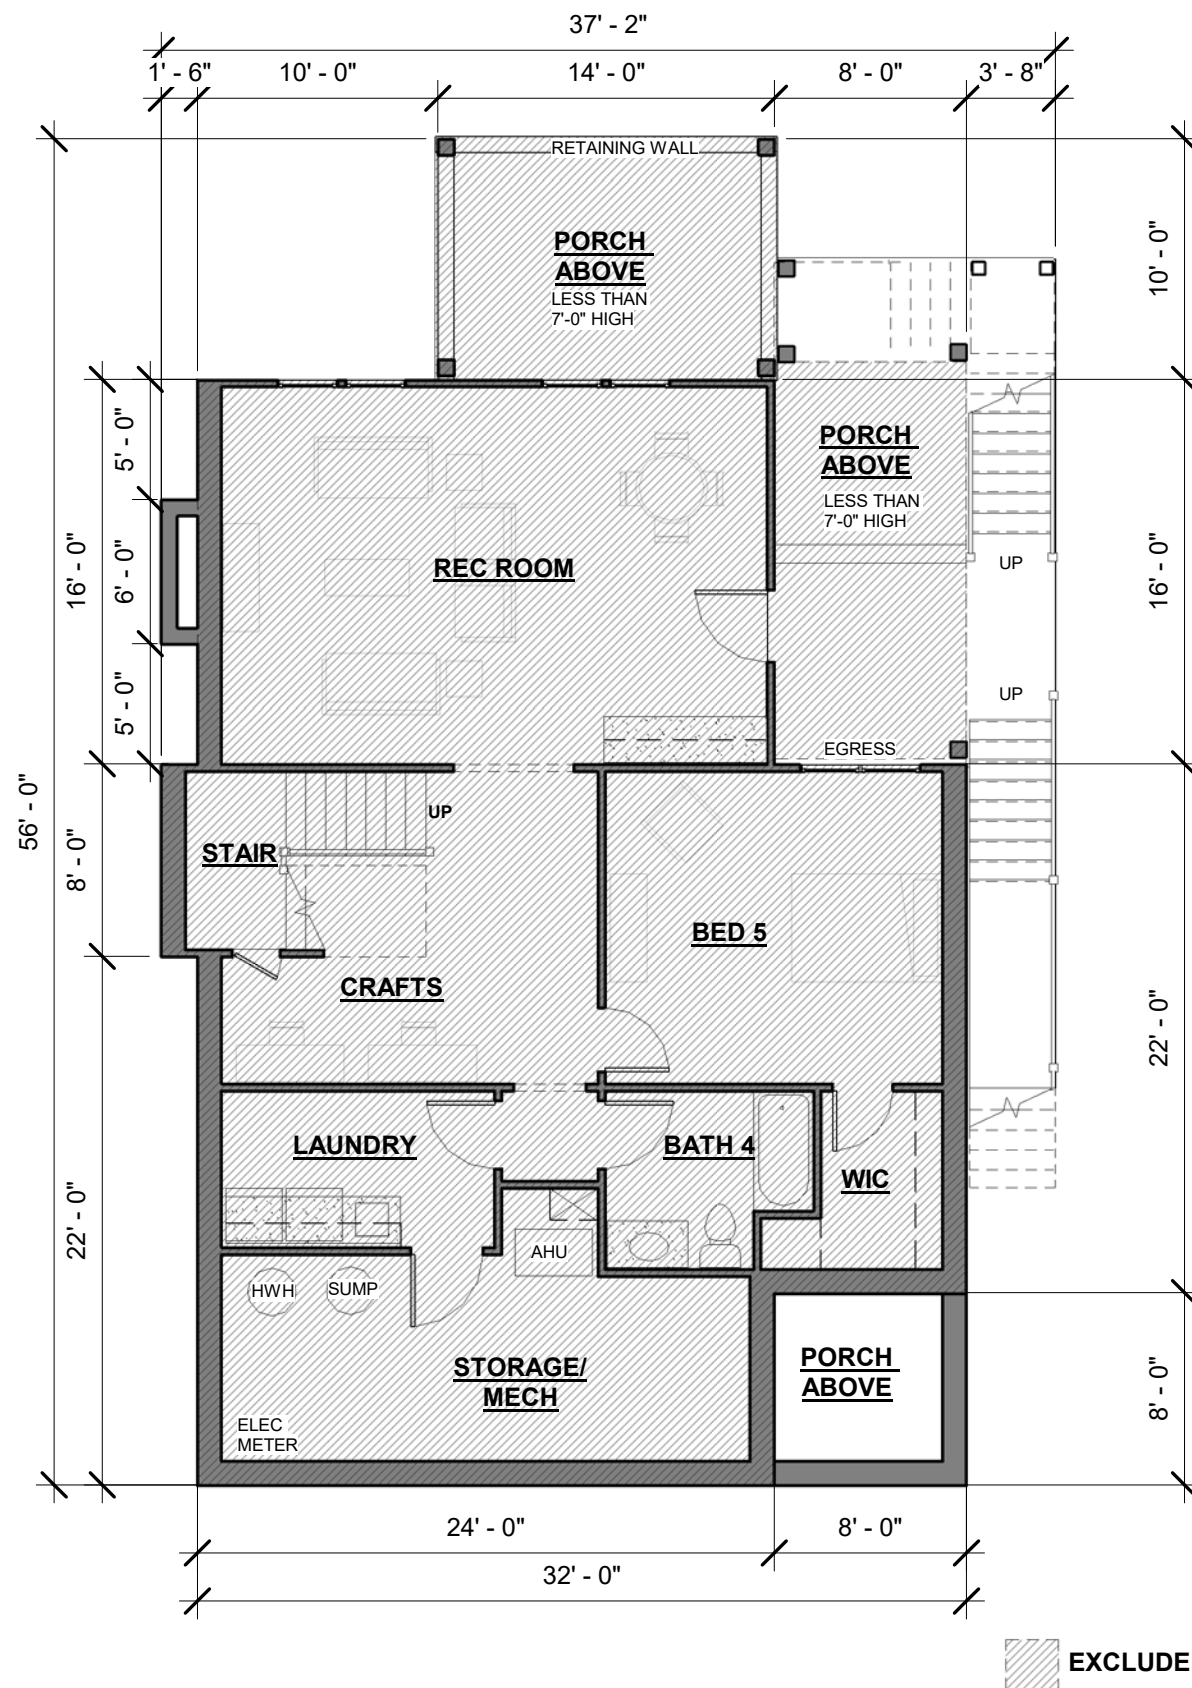 37' - 2"
1' - 6"
10' - 0"
14' - 0"
8' - 0"
3' - 8"
RETAINING WALL
PORCH
ABOVE
LESS THAN
7'-0" HIGH
10' - 0"
5' - 0"
PORCH
ABOVE
LESS THAN
7'-0" HIGH
16' - 0"
6' - 0"
REC ROOM
UP
16' - 0"
5' - 0"
UP
EGRESS
56' - 0"
8' - 0"
STAIR
UP
BED 5
CRAFTS
22' - 0"
LAUNDRY
BATH 4
WIC
22' - 0"
AHU
HWH
SUMP
STORAGE/
MECH
PORCH
ABOVE
8' - 0"
ELEC
METER
24' - 0"
8' - 0"
32' - 0"
EXCLUDE